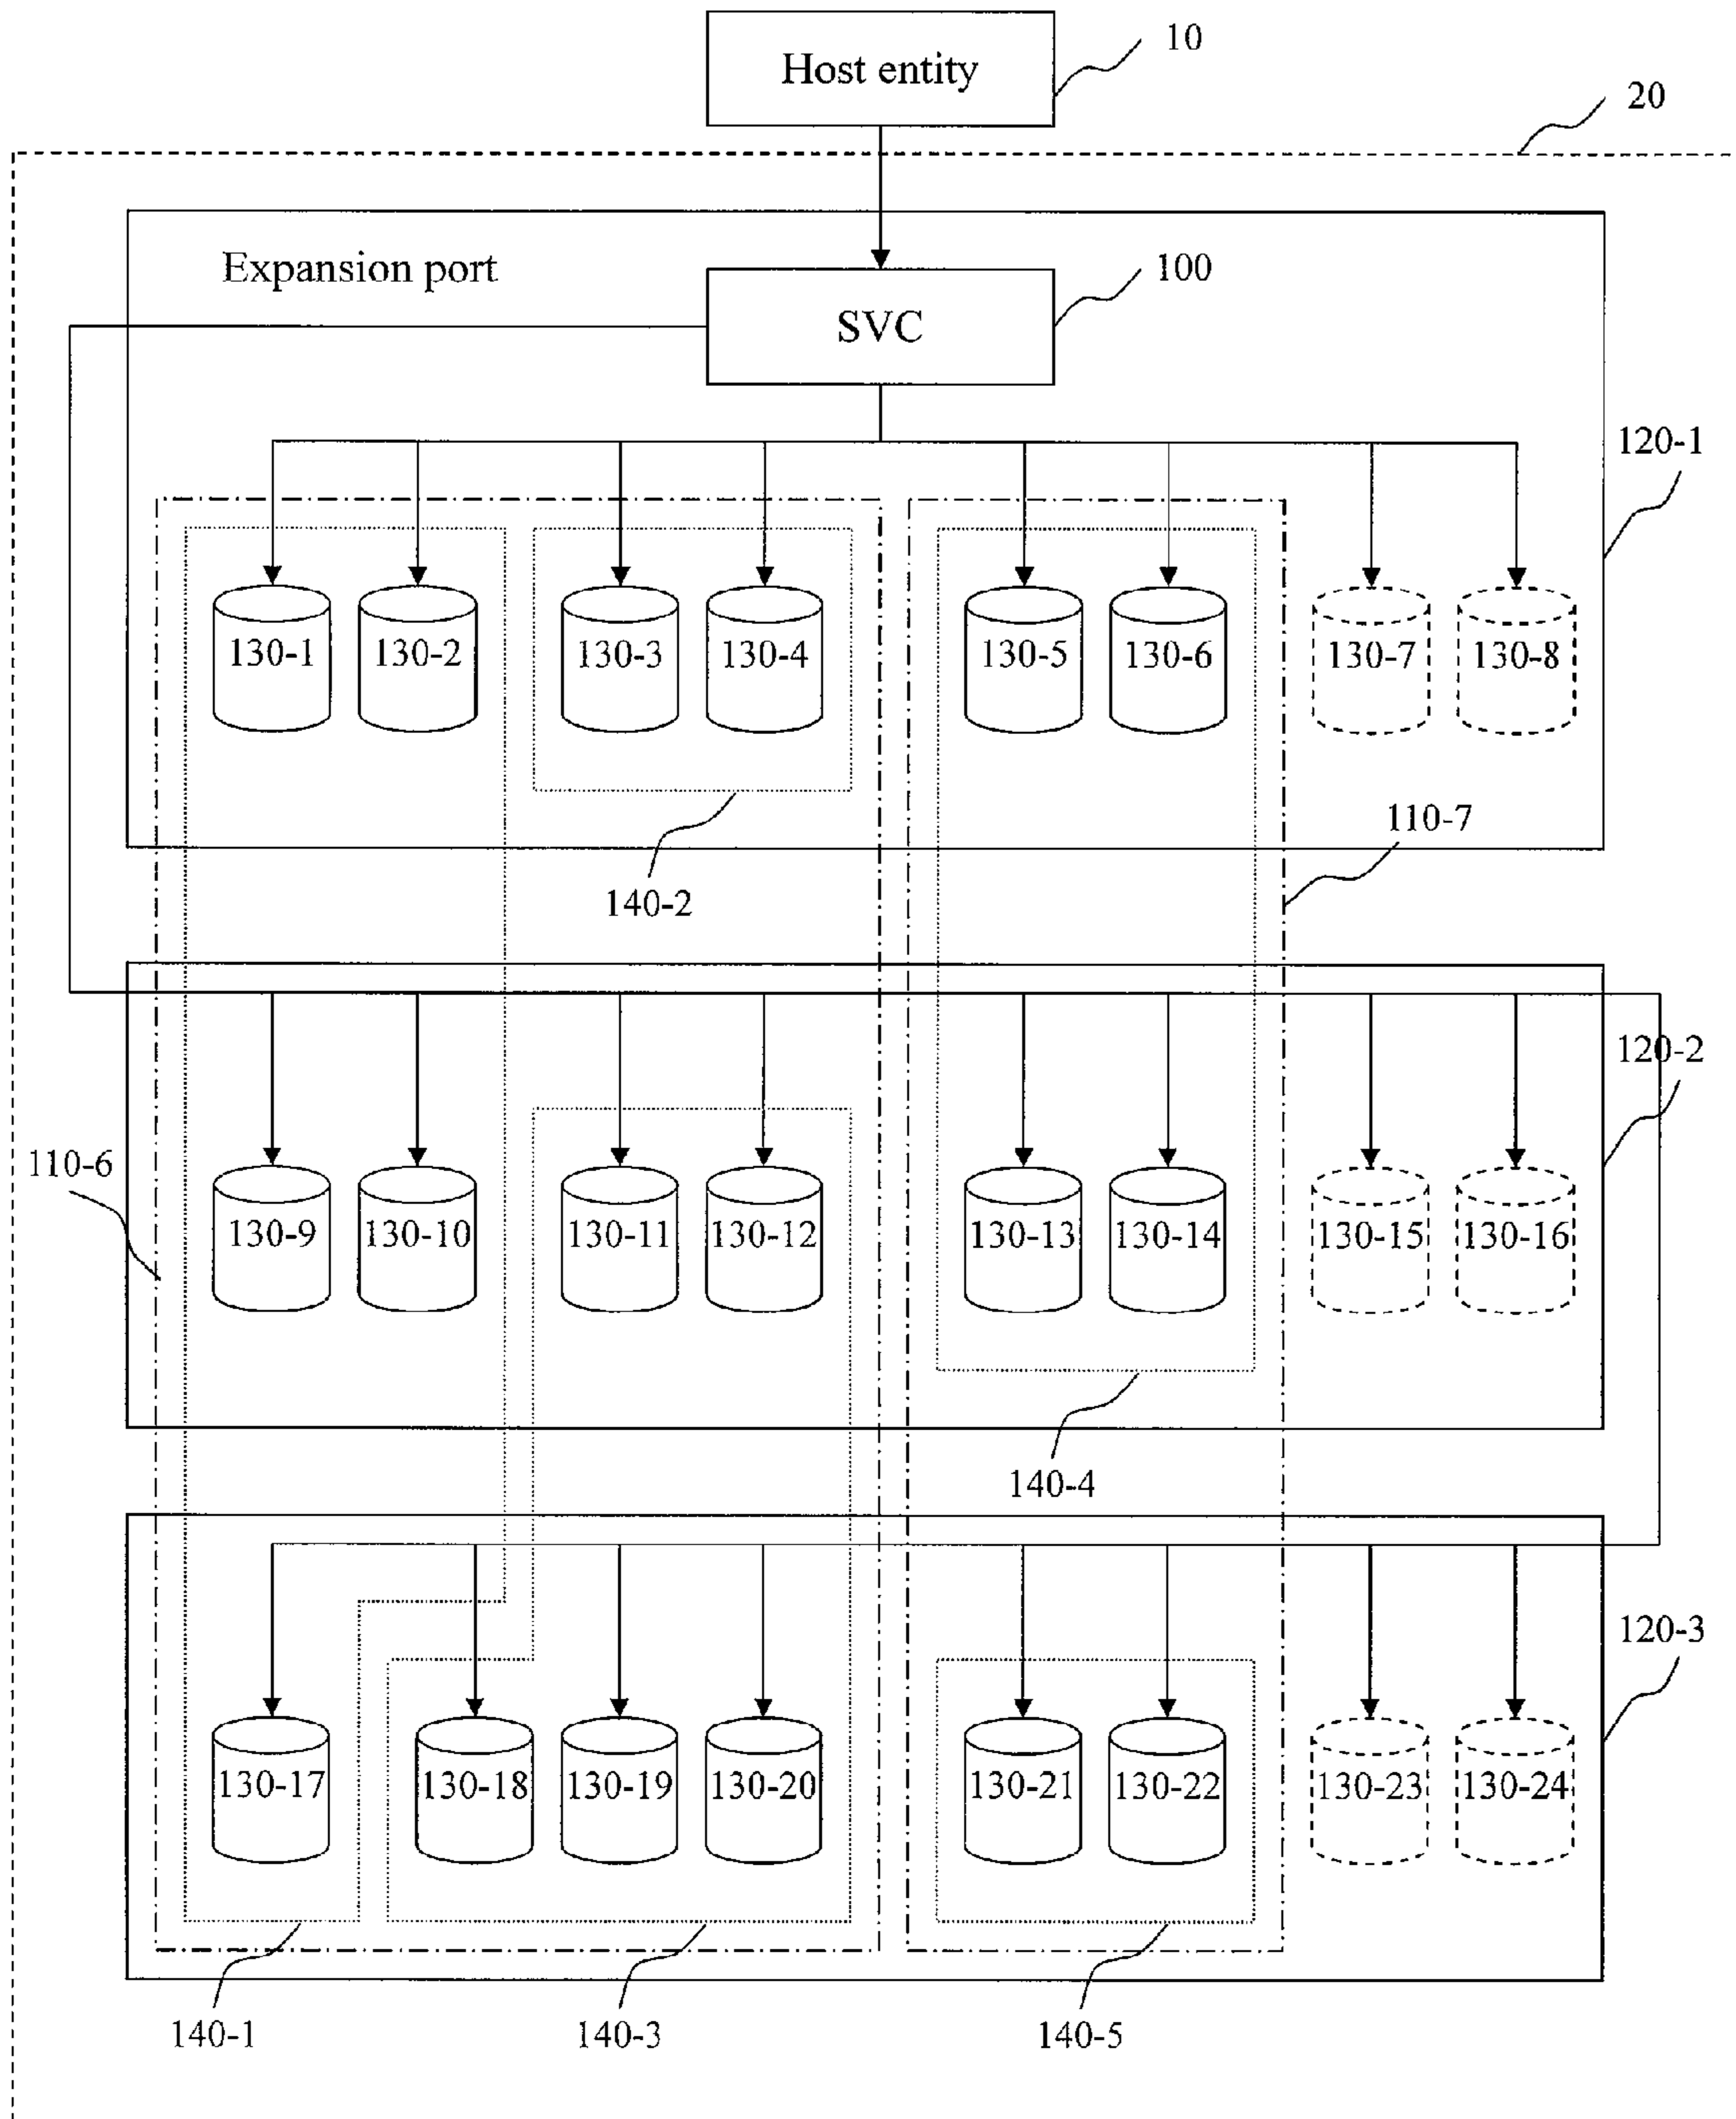 Host entity
10
20
Expansion port
100
SVC
120-1
130-1 130-2 130-3 130-4 130-5 130-6 130-7 130-8
110-7
140-2
120-2
110-6
130-9 130-10 130-11 130-12 130-13 130-14 130-15 130-16
140-4
120-3
130-17 130-18 130-19 130-20 130-21 130-22 130-23 130-24
140-1 140-3 140-5